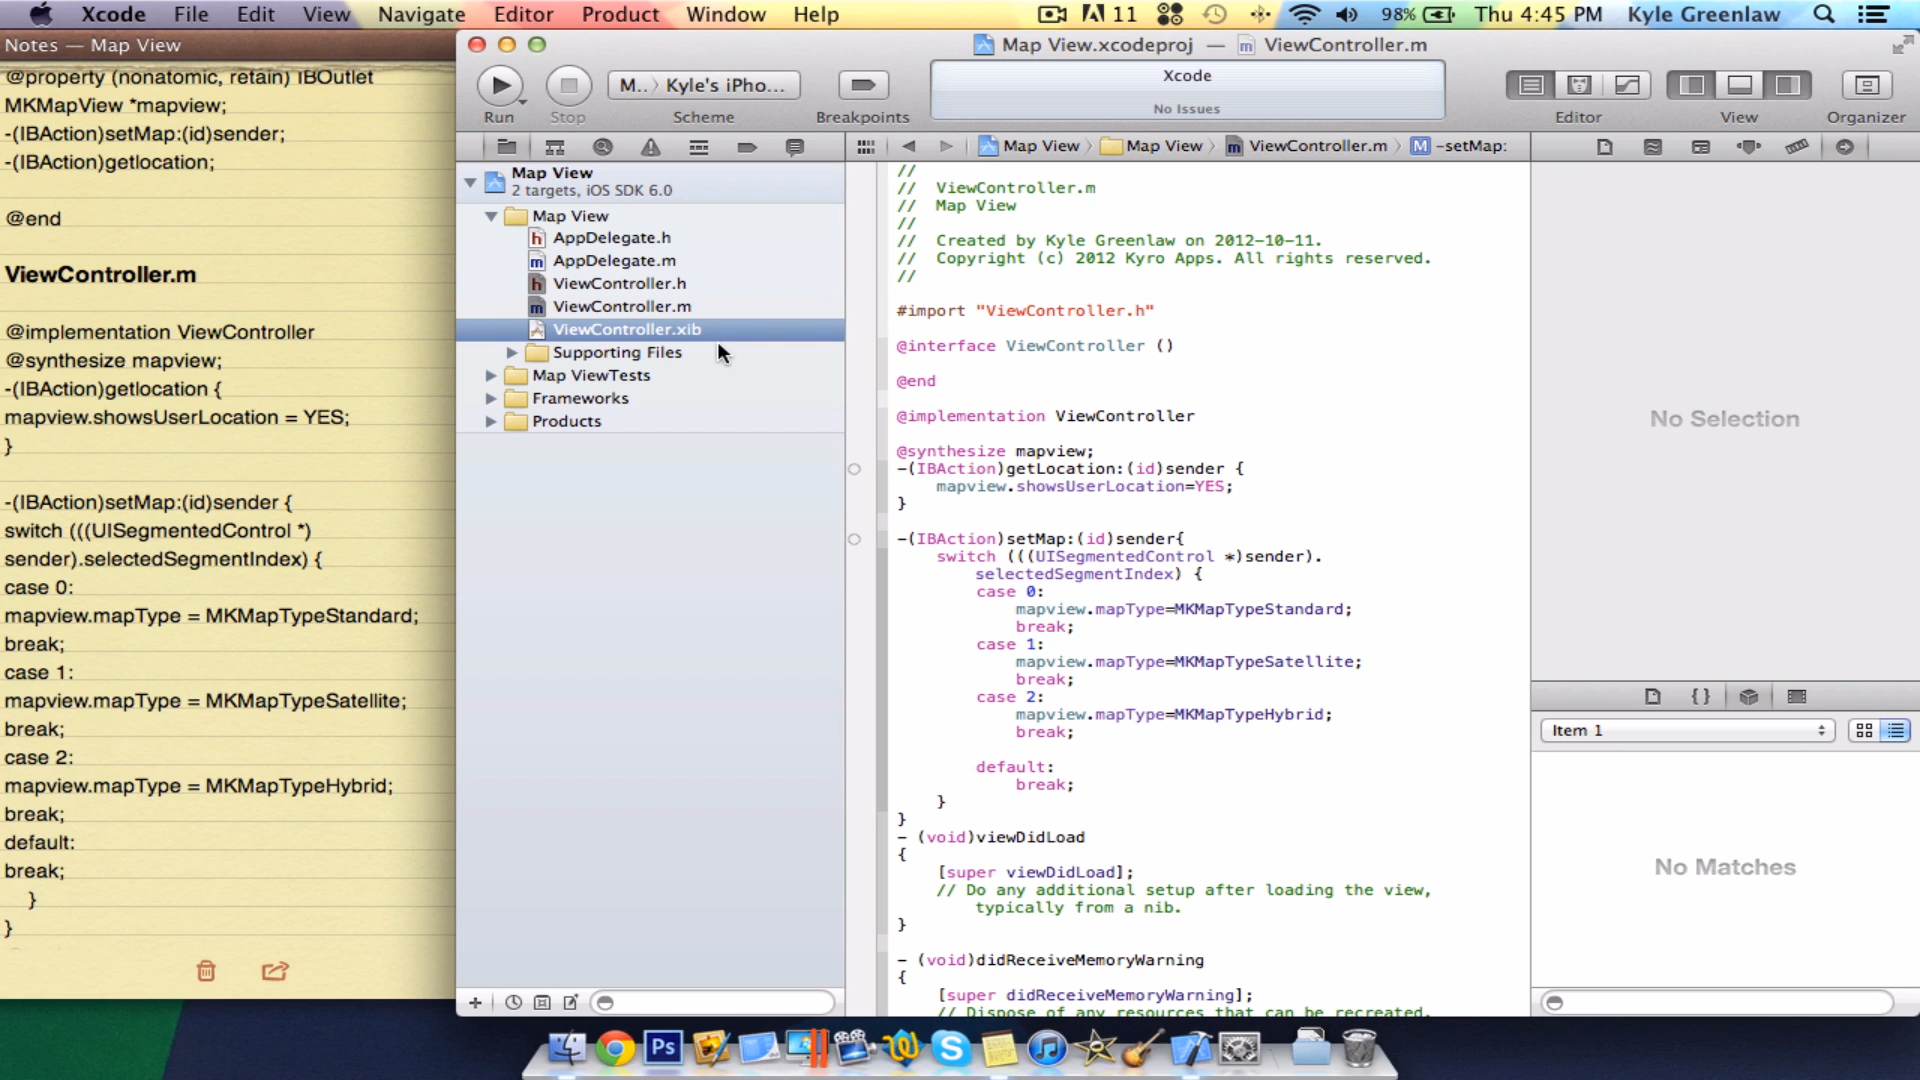 Xcode File Edit View Navigate Editor Product Window Help 11 98% Thu 4:45 PM Kyle Greenlaw
Notes — Map View
@property (nonatomic, retain) IBOutlet
MKMapView *mapview;
-(IBAction)setMap:(id)sender;
-(IBAction)getlocation;
@end
ViewController.m
@implementation ViewController
@synthesize mapview;
-(IBAction)getlocation {
mapview.showsUserLocation = YES;
}
-(IBAction)setMap:(id)sender {
switch (((UISegmentedControl *)
sender).selectedSegmentIndex) {
case 0:
mapview.mapType = MKMapTypeStandard;
break;
case 1:
mapview.mapType = MKMapTypeSatellite;
break;
case 2:
mapview.mapType = MKMapTypeHybrid;
break;
default:
break;
}
}
Map View.xcodeproj — ViewController.m
M.. 〉 Kyle's iPho...
Xcode
No Issues
Run Stop Scheme Breakpoints Editor View Organizer
Map View 〉 Map View 〉 ViewController.m 〉 M -setMap:
Map View
2 targets, iOS SDK 6.0
Map View
h AppDelegate.h
m AppDelegate.m
h ViewController.h
m ViewController.m
ViewController.xib
Supporting Files
Map ViewTests
Frameworks
Products
//
// ViewController.m
// Map View
//
// Created by Kyle Greenlaw on 2012-10-11.
// Copyright (c) 2012 Kyro Apps. All rights reserved.
//
#import "ViewController.h"
@interface ViewController ()
@end
@implementation ViewController
@synthesize mapview;
-(IBAction)getLocation:(id)sender {
mapview.showsUserLocation=YES;
}
-(IBAction)setMap:(id)sender{
switch (((UISegmentedControl *)sender).
selectedSegmentIndex) {
case 0:
mapview.mapType=MKMapTypeStandard;
break;
case 1:
mapview.mapType=MKMapTypeSatellite;
break;
case 2:
mapview.mapType=MKMapTypeHybrid;
break;
default:
break;
}
}
- (void)viewDidLoad
{
[super viewDidLoad];
// Do any additional setup after loading the view,
typically from a nib.
}
- (void)didReceiveMemoryWarning
{
[super didReceiveMemoryWarning];
// Dispose of any resources that can be recreated.
No Selection
{ }
Item 1
No Matches
Ps